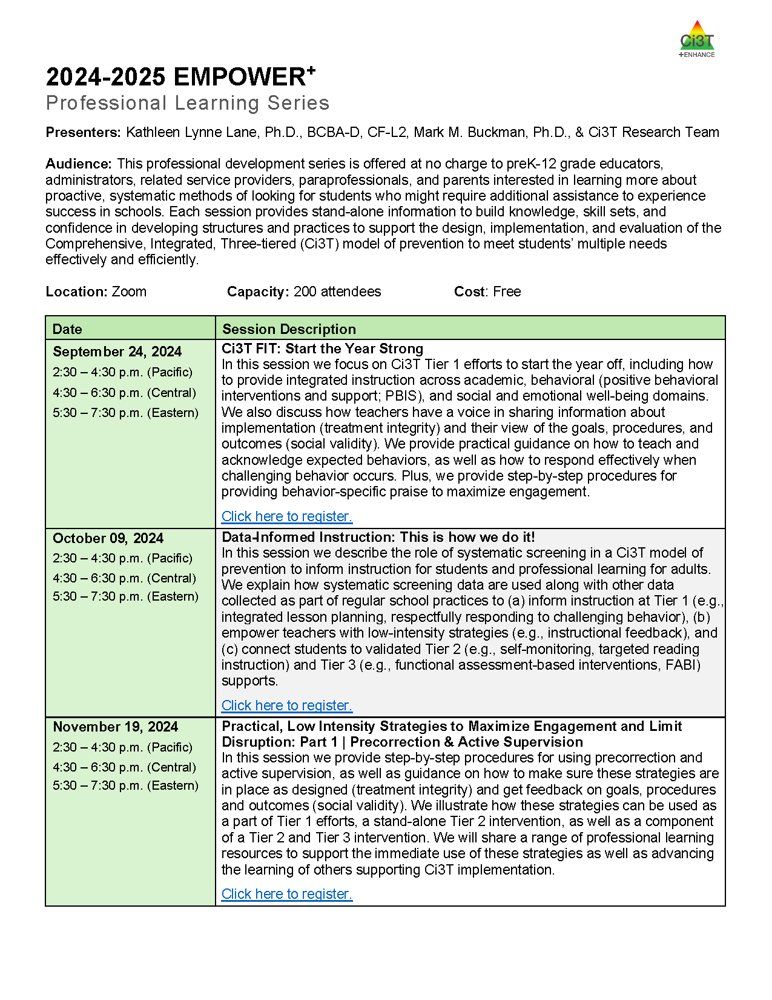 Ci3T
+ENHANCE
2024-2025 EMPOWER+
Professional Learning Series
Presenters: Kathleen Lynne Lane, Ph.D., BCBA-D, CF-L2, Mark M. Buckman, Ph.D., & Ci3T Research Team
Audience: This professional development series is offered at no charge to preK-12 grade educators,
administrators, related service providers, paraprofessionals, and parents interested in learning more about
proactive, systematic methods of looking for students who might require additional assistance to experience
success in schools. Each session provides stand-alone information to build knowledge, skill sets, and
confidence in developing structures and practices to support the design, implementation, and evaluation of the
Comprehensive, Integrated, Three-tiered (Ci3T) model of prevention to meet students’ multiple needs
effectively and efficiently.
Location: Zoom Capacity: 200 attendees Cost: Free
Date Session Description
September 24, 2024
2:30 – 4:30 p.m. (Pacific)
4:30 – 6:30 p.m. (Central)
5:30 – 7:30 p.m. (Eastern)
Ci3T FIT: Start the Year Strong
In this session we focus on Ci3T Tier 1 efforts to start the year off, including how
to provide integrated instruction across academic, behavioral (positive behavioral
interventions and support; PBIS), and social and emotional well-being domains.
We also discuss how teachers have a voice in sharing information about
implementation (treatment integrity) and their view of the goals, procedures, and
outcomes (social validity). We provide practical guidance on how to teach and
acknowledge expected behaviors, as well as how to respond effectively when
challenging behavior occurs. Plus, we provide step-by-step procedures for
providing behavior-specific praise to maximize engagement.
Click here to register.
October 09, 2024
2:30 – 4:30 p.m. (Pacific)
4:30 – 6:30 p.m. (Central)
5:30 – 7:30 p.m. (Eastern)
Data-Informed Instruction: This is how we do it!
In this session we describe the role of systematic screening in a Ci3T model of
prevention to inform instruction for students and professional learning for adults.
We explain how systematic screening data are used along with other data
collected as part of regular school practices to (a) inform instruction at Tier 1 (e.g.,
integrated lesson planning, respectfully responding to challenging behavior), (b)
empower teachers with low-intensity strategies (e.g., instructional feedback), and
(c) connect students to validated Tier 2 (e.g., self-monitoring, targeted reading
instruction) and Tier 3 (e.g., functional assessment-based interventions, FABI)
supports.
Click here to register.
November 19, 2024
2:30 – 4:30 p.m. (Pacific)
4:30 – 6:30 p.m. (Central)
5:30 – 7:30 p.m. (Eastern)
Practical, Low Intensity Strategies to Maximize Engagement and Limit
Disruption: Part 1 | Precorrection & Active Supervision
In this session we provide step-by-step procedures for using precorrection and
active supervision, as well as guidance on how to make sure these strategies are
in place as designed (treatment integrity) and get feedback on goals, procedures
and outcomes (social validity). We illustrate how these strategies can be used as
a part of Tier 1 efforts, a stand-alone Tier 2 intervention, as well as a component
of a Tier 2 and Tier 3 intervention. We will share a range of professional learning
resources to support the immediate use of these strategies as well as advancing
the learning of others supporting Ci3T implementation.
Click here to register.